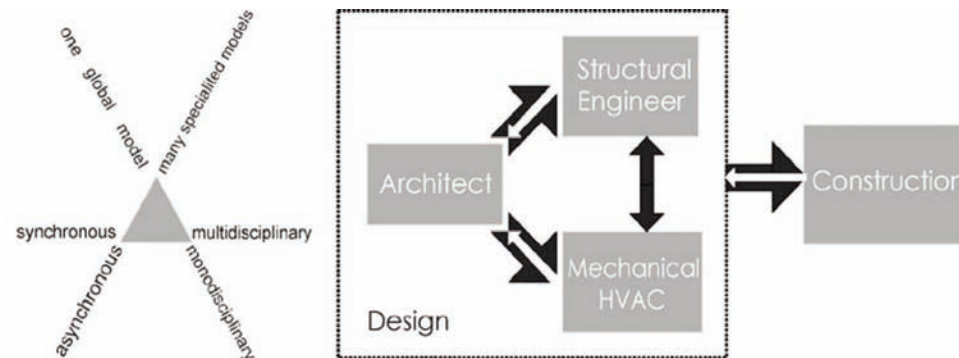 one global model
many specialited models
synchronous
multidisciplinary
asynchronous
monodisciplinary
Structural
Engineer
Architect
Mechanical
HVAC
Design
Construction